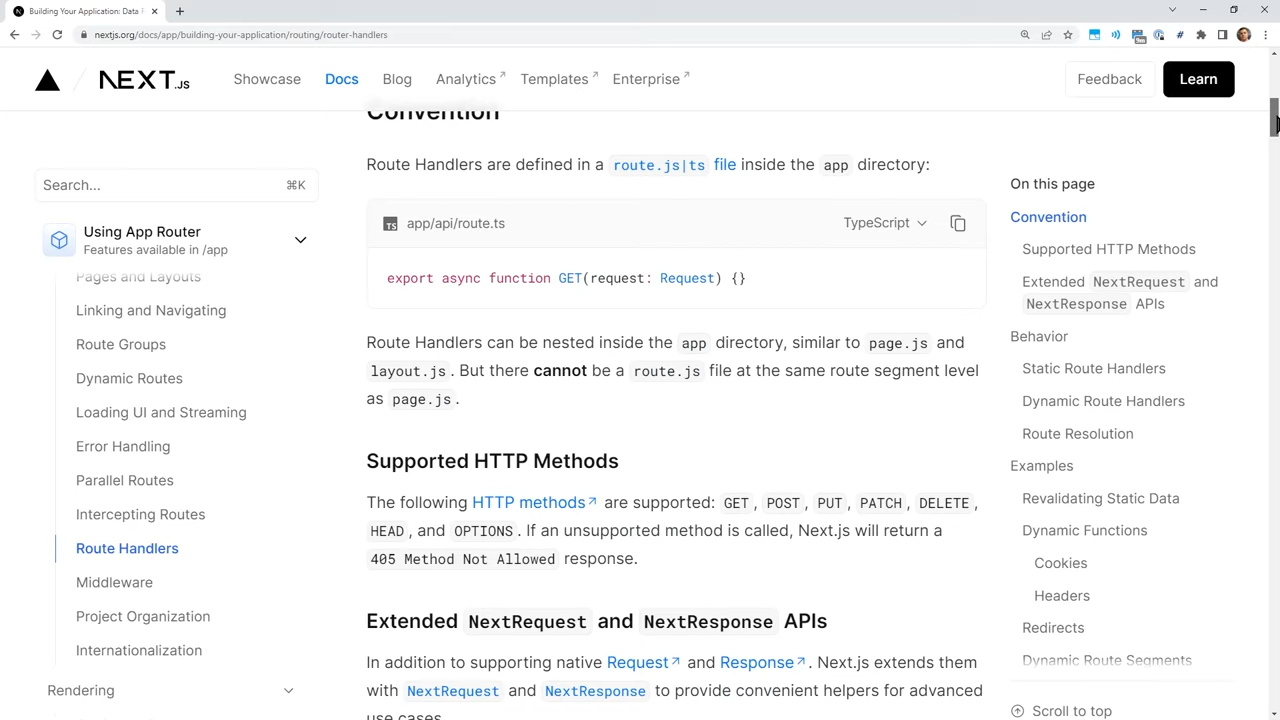 Building Your Application: Data F
nextjs.org/docs/app/building-your-application/routing/router-handlers
NEXT.JS
Showcase
Docs
Blog
Analytics
Templates
Enterprise
Feedback
Learn
Search...
⌘K
Using App Router
Features available in /app
Pages and Layouts
Linking and Navigating
Route Groups
Dynamic Routes
Loading UI and Streaming
Error Handling
Parallel Routes
Intercepting Routes
Route Handlers
Middleware
Project Organization
Internationalization
Rendering
Convention
Route Handlers are defined in a route.js|ts file inside the app directory:
TS app/api/route.ts
TypeScript
export async function GET(request: Request) {}
Route Handlers can be nested inside the app directory, similar to page.js and
layout.js. But there cannot be a route.js file at the same route segment level
as page.js.
Supported HTTP Methods
The following HTTP methods are supported: GET, POST, PUT, PATCH, DELETE,
HEAD, and OPTIONS. If an unsupported method is called, Next.js will return a
405 Method Not Allowed response.
Extended NextRequest and NextResponse APIs
In addition to supporting native Request and Response. Next.js extends them
with NextRequest and NextResponse to provide convenient helpers for advanced
use cases.
On this page
Convention
Supported HTTP Methods
Extended NextRequest and
NextResponse APIs
Behavior
Static Route Handlers
Dynamic Route Handlers
Route Resolution
Examples
Revalidating Static Data
Dynamic Functions
Cookies
Headers
Redirects
Dynamic Route Segments
Scroll to top